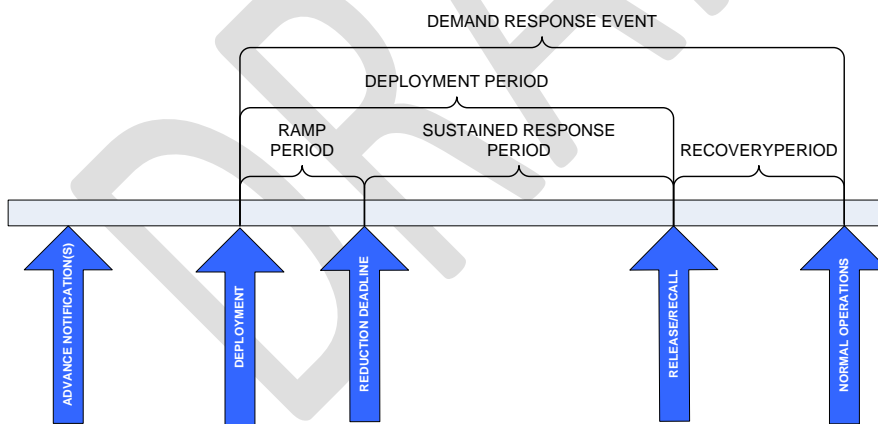 DEMAND RESPONSE EVENT
DEPLOYMENT PERIOD
RAMP
PERIOD
SUSTAINED RESPONSE
PERIOD
RECOVERYPERIOD
ADVANCE NOTIFICATION(S)
DEPLOYMENT
REDUCTION DEADLINE
RELEASE/RECALL
NORMAL OPERATIONS
DRA